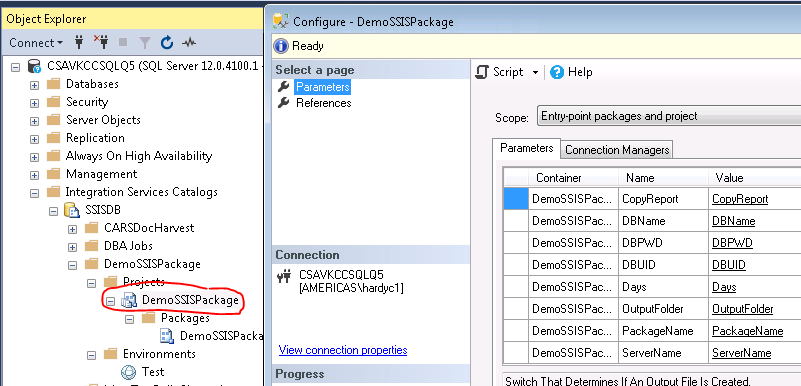 Object Explorer
Connect
CSAVKCCSQLQ5 (SQL Server 12.0.4100.1 -
Databases
Security
Server Objects
Replication
Always On High Availability
Management
Integration Services Catalogs
SSISDB
CARSDocHarvest
DBA Jobs
DemoSSISPackage
Projects
DemoSSISPackage
Packages
DemoSSISPacka
Environments
Test
Configure - DemoSSISPackage
Ready
Select a page
Parameters
References
Connection
CSAVKCCSQLQ5
[AMERICAS\hardyc1]
View connection properties
Progress
Script Help
Scope: Entry-point packages and project
Parameters Connection Managers
Container Name Value
DemoSSISPac... CopyReport CopyReport
DemoSSISPac... DBName DBName
DemoSSISPac... DBPWD DBPWD
DemoSSISPac... DBUID DBUID
DemoSSISPac... Days Days
DemoSSISPac... OutputFolder OutputFolder
DemoSSISPac... PackageName PackageName
DemoSSISPac... ServerName ServerName
Switch That Determines If An Output File Is Created.